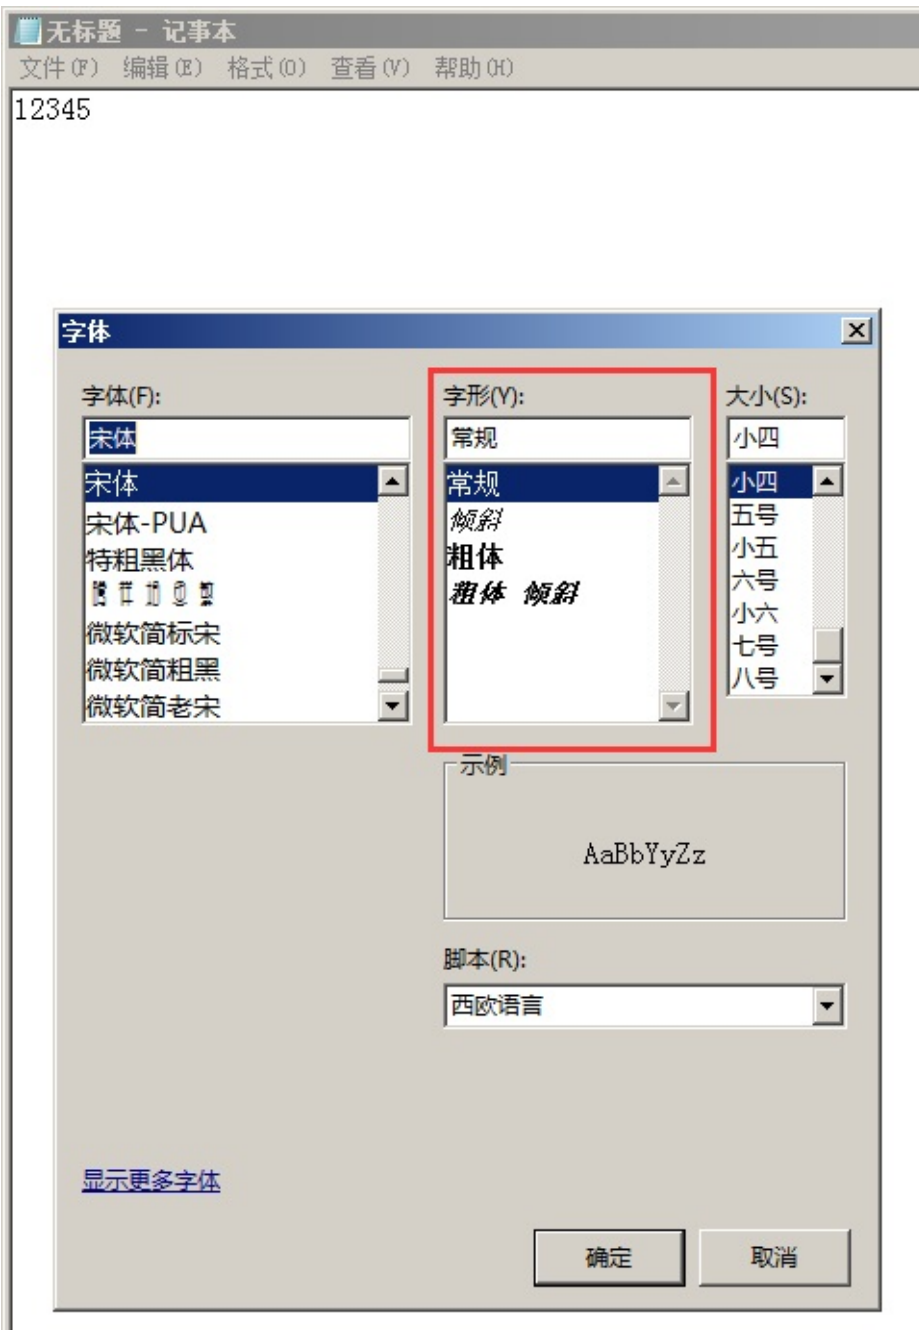 无标题 - 记事本
文件(F) 编辑(E) 格式(O) 查看(V) 帮助(H)
12345
字体
字体(F):
宋体
宋体
宋体-PUA
特粗黑体
微软简标宋
微软简粗黑
微软简老宋
字形(Y):
常规
常规
倾斜
粗体
粗体 倾斜
大小(S):
小四
小四
五号
小五
六号
小六
七号
八号
示例
AaBbYyZz
脚本(R):
西欧语言
显示更多字体
确定
取消